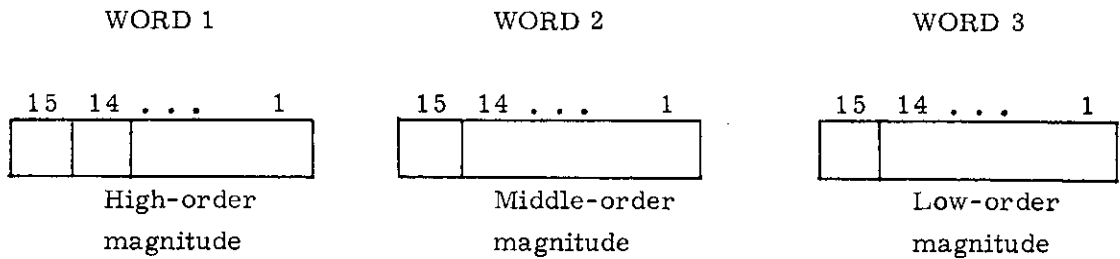 WORD 1 WORD 2 WORD 3
15 14 . . . 1 15 14 . . . 1 15 14 . . . 1
High-order Middle-order Low-order
magnitude magnitude magnitude